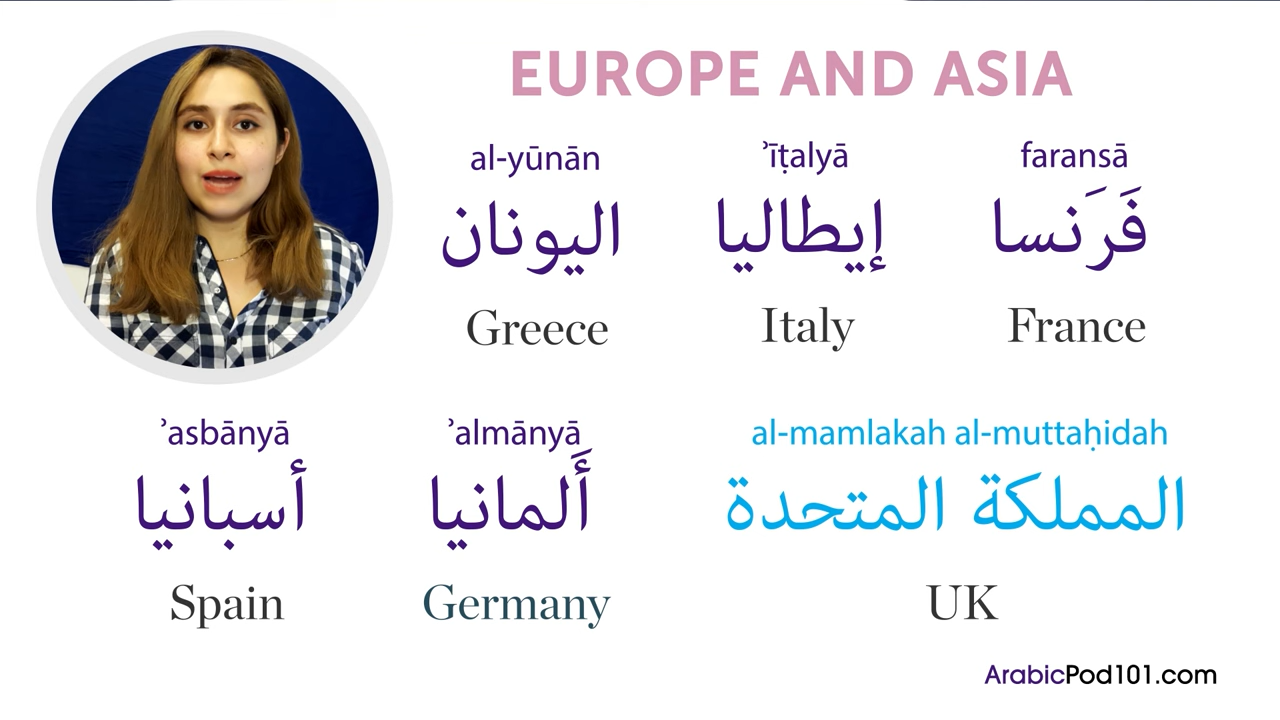 EUROPE AND ASIA
al-yūnān
اليونان
Greece
ʾīṭalyā
إيطاليا
Italy
faransā
فَرَنسا
France
ʾasbānyā
أسبانيا
Spain
ʾalmānyā
أَلمانيا
Germany
al-mamlakah al-muttaḥidah
المملكة المتحدة
UK
ArabicPod101.com